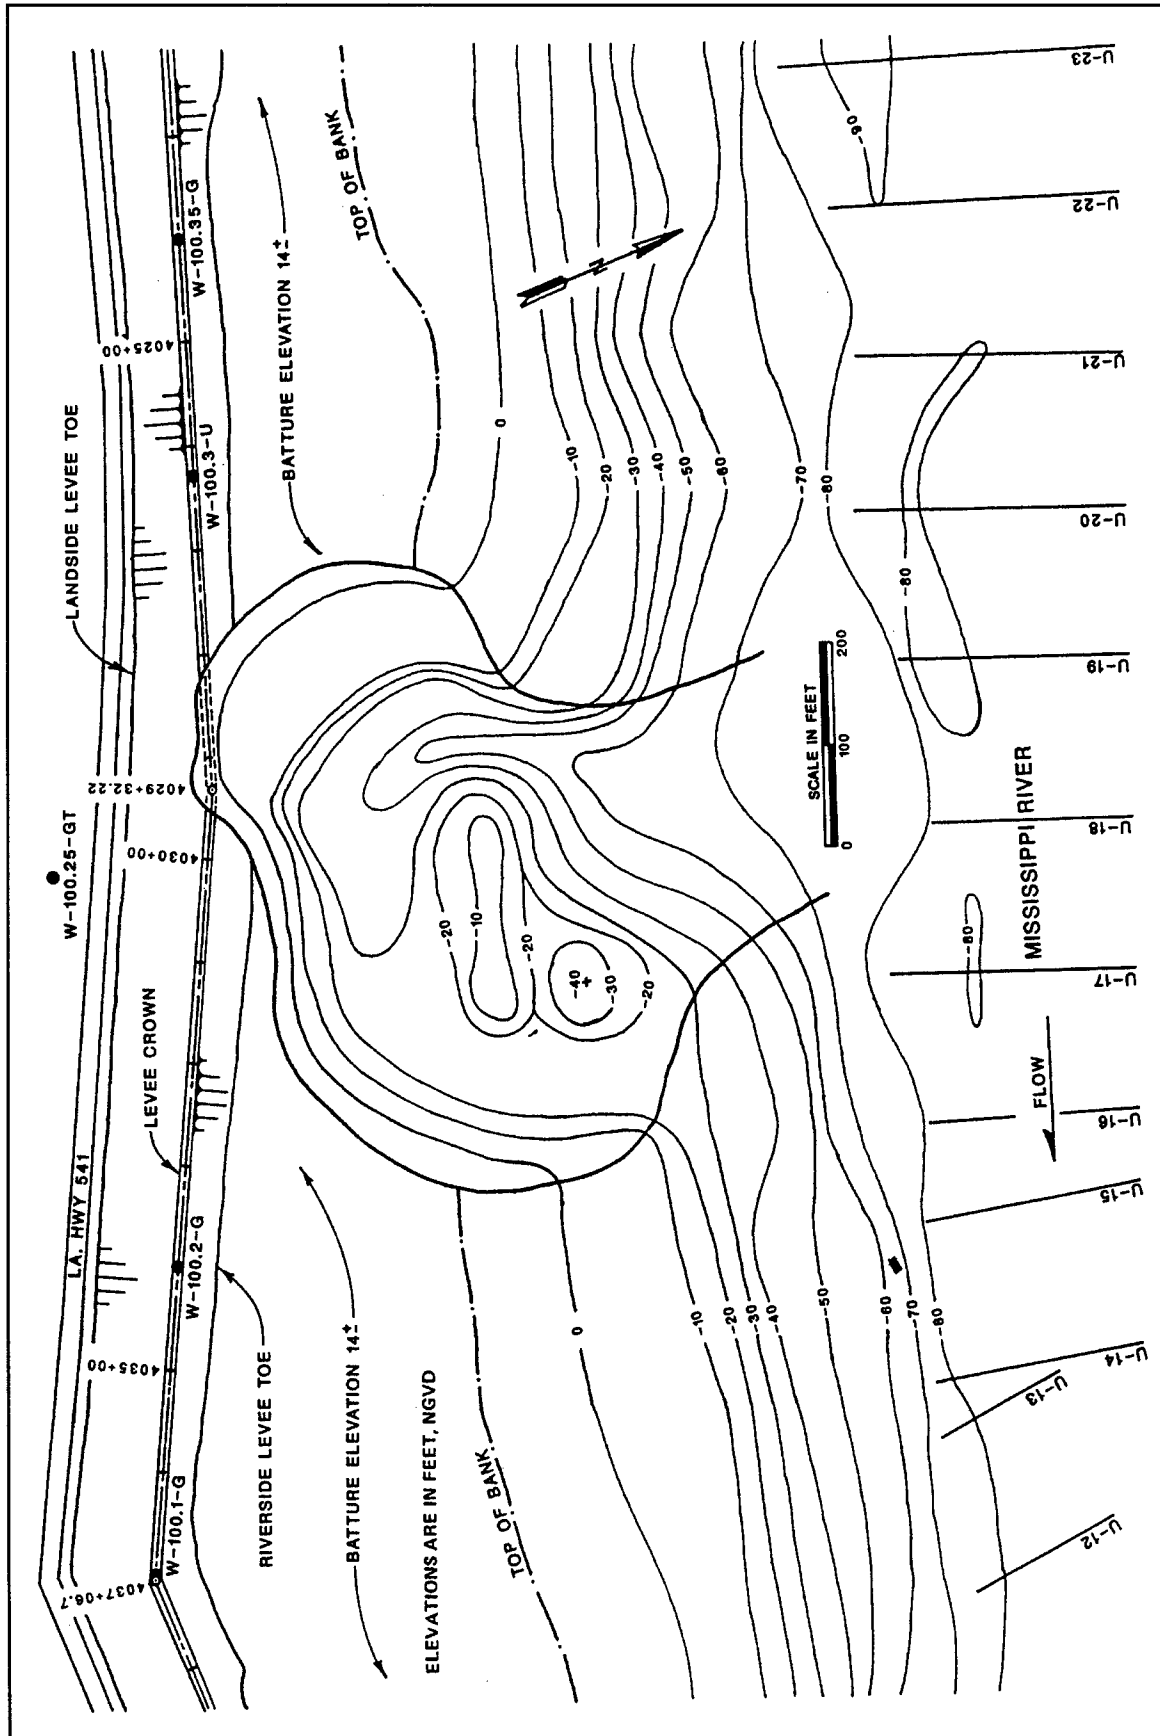 LA. HWY 541
W-100.25-GT
LANDSIDE LEVEE TOE
LEVEE CROWN
RIVERSIDE LEVEE TOE
4037+06.7
4035+00
4030+00
4029+32.22
4025+00
W-100.1-G
W-100.2-G
W-100.3-U
W-100.35-G
BATTURE ELEVATION 14±
BATTURE ELEVATION 14±
ELEVATIONS ARE IN FEET, NGVD
TOP OF BANK
TOP OF BANK
N
0
-10
-20
-30
-40
-50
-60
-70
-80
0
-10
-20
-30
-40
-50
-60
-70
-80
-20
-10
-20
-40
+
-30
-20
-80
-80
-90
SCALE IN FEET
0 100 200
MISSISSIPPI RIVER
FLOW
U-12
U-13
U-14
U-15
U-16
U-17
U-18
U-19
U-20
U-21
U-22
U-23